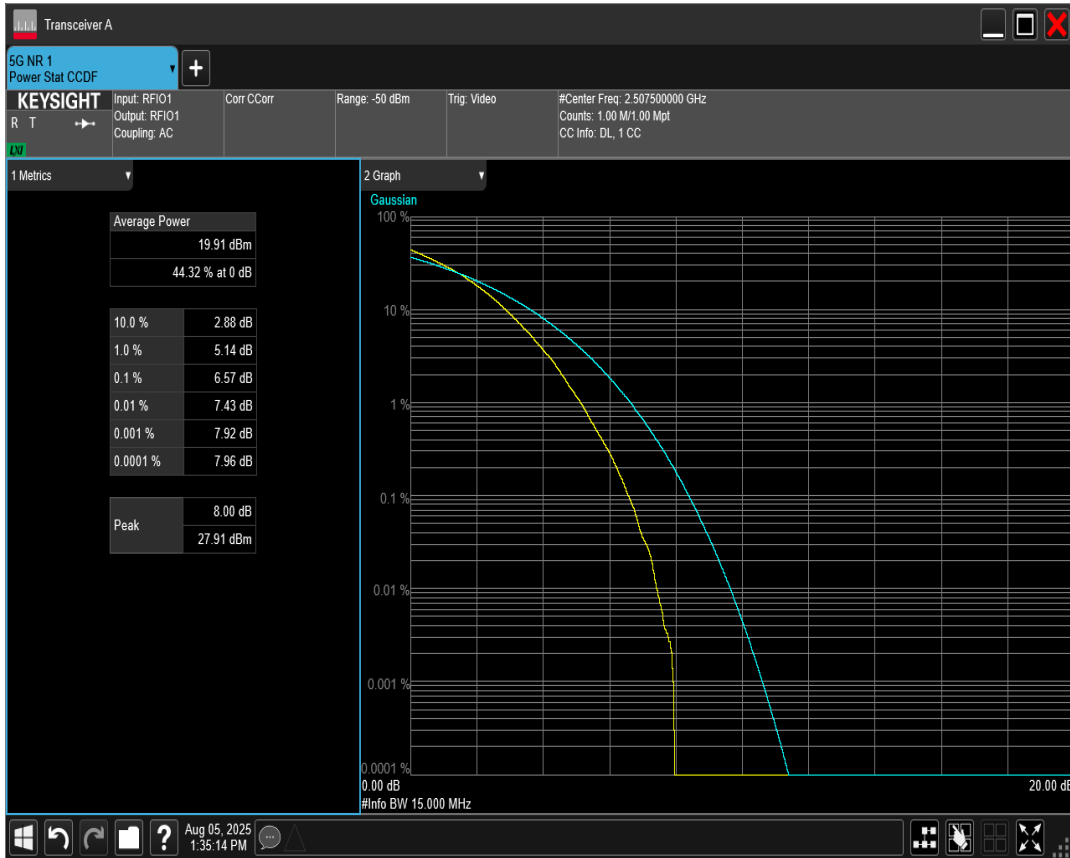 Transceiver A
5G NR 1
Power Stat CCDF
KEYSIGHT
R T
LXI
Input: RFIO1
Output: RFIO1
Coupling: AC
Corr CCorr
Range: -50 dBm
Trig: Video
#Center Freq: 2.507500000 GHz
Counts: 1.00 M/1.00 Mpt
CC Info: DL, 1 CC
1 Metrics
Average Power
19.91 dBm
44.32 % at 0 dB
10.0 % 2.88 dB
1.0 % 5.14 dB
0.1 % 6.57 dB
0.01 % 7.43 dB
0.001 % 7.92 dB
0.0001 % 7.96 dB
Peak
8.00 dB
27.91 dBm
2 Graph
Gaussian
100 %
10 %
1 %
0.1 %
0.01 %
0.001 %
0.0001 %
0.00 dB
20.00 dB
#Info BW 15.000 MHz
?
Aug 05, 2025
1:35:14 PM